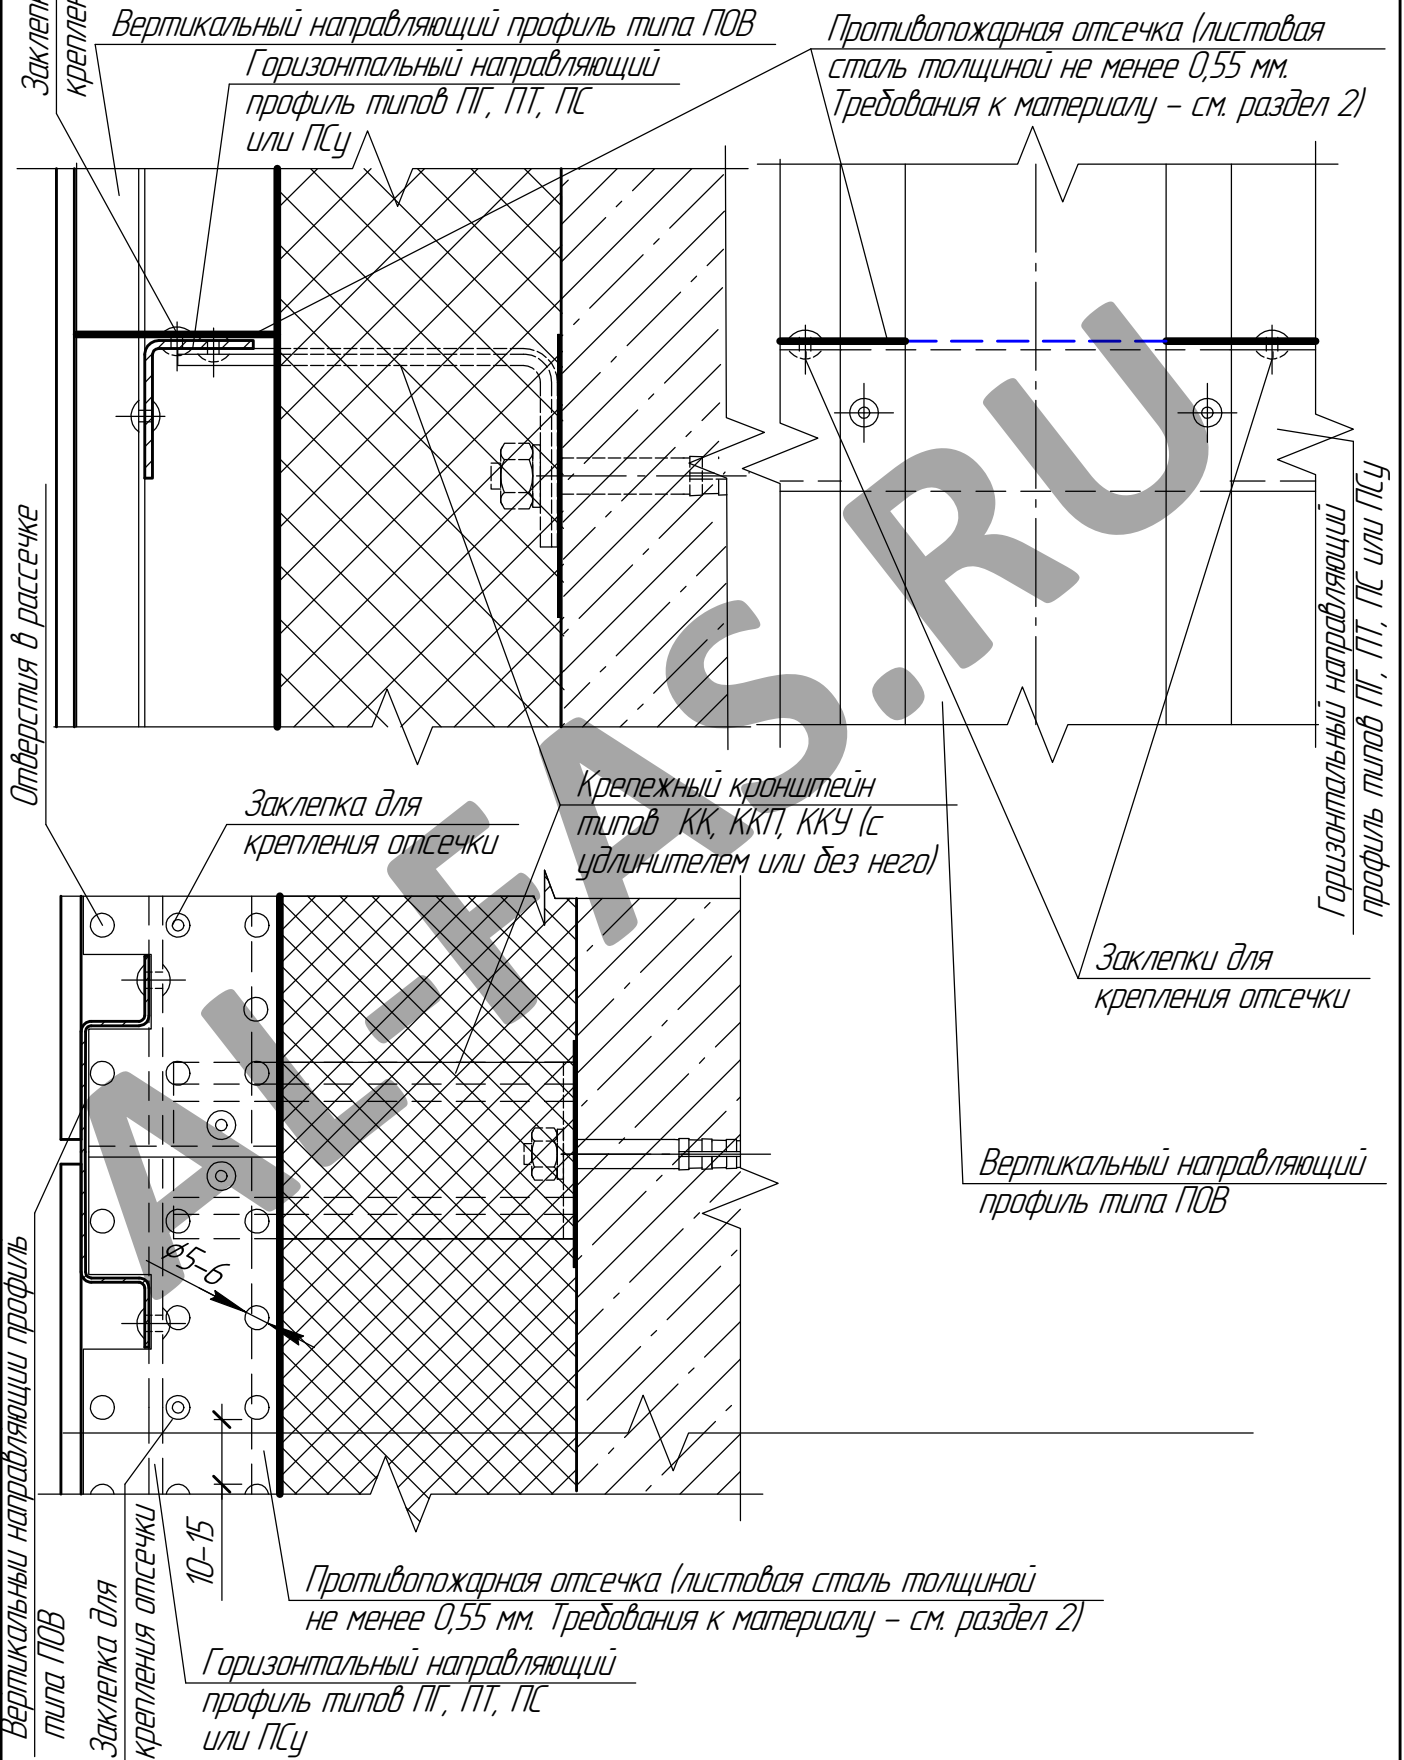 Вертикальный направляющий профиль типа ПОВ
Горизонтальный направляющий
профиль типов ПГ, ПТ, ПС
или ПСу
Противопожарная отсечка (листовая
сталь толщиной не менее 0,55 мм.
Требования к материалу – см. раздел 2)
Отверстия в рассечке
Горизонтальный направляющий
профиль типов ПГ, ПТ, ПС или ПСу
Заклепка для
крепления отсечки
Крепежный кронштейн
типов КК, ККП, ККУ (с
удлинителем или без него)
Заклепки для
крепления отсечки
Вертикальный направляющий
профиль типа ПОВ
ø5-6
10-15
Вертикальный направляющий профиль
типа ПОВ
Заклепка для
крепления отсечки
Противопожарная отсечка (листовая сталь толщиной
не менее 0,55 мм. Требования к материалу – см. раздел 2)
Горизонтальный направляющий
профиль типов ПГ, ПТ, ПС
или ПСу
AL-FAS.RU